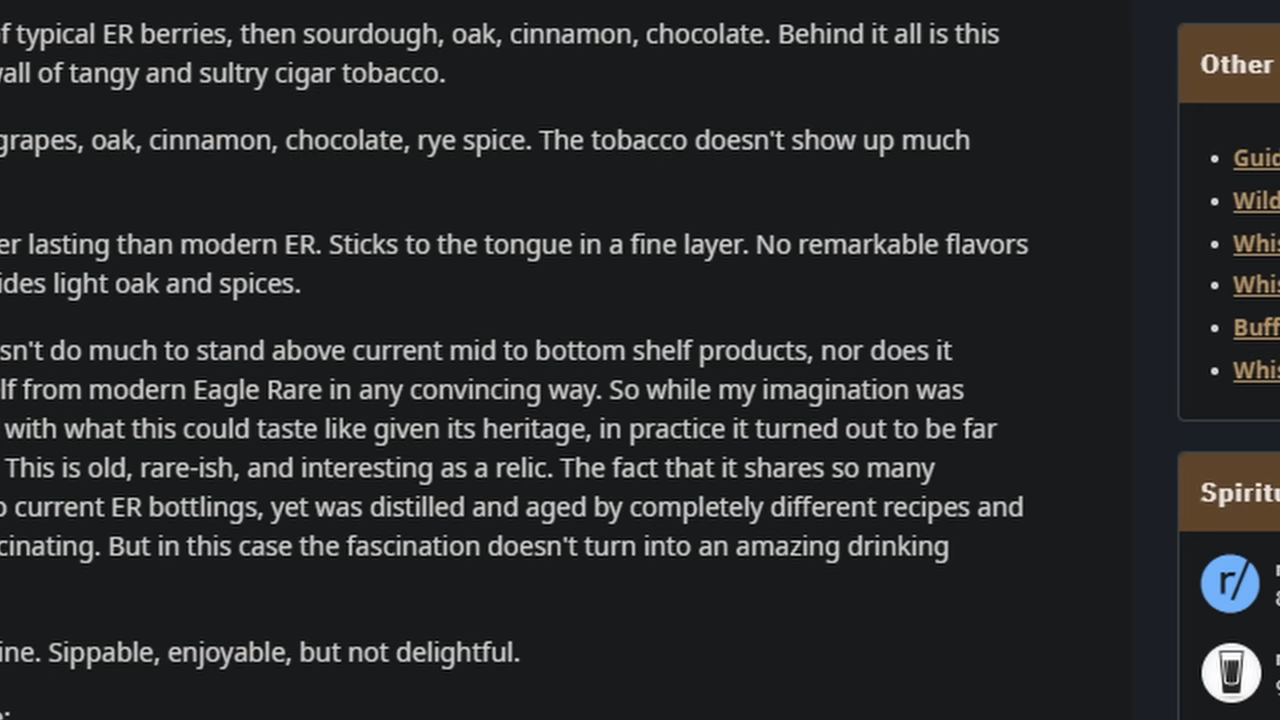 of typical ER berries, then sourdough, oak, cinnamon, chocolate. Behind it all is this
wall of tangy and sultry cigar tobacco.
grapes, oak, cinnamon, chocolate, rye spice. The tobacco doesn't show up much
er lasting than modern ER. Sticks to the tongue in a fine layer. No remarkable flavors
ides light oak and spices.
sn't do much to stand above current mid to bottom shelf products, nor does it
lf from modern Eagle Rare in any convincing way. So while my imagination was
with what this could taste like given its heritage, in practice it turned out to be far
This is old, rare-ish, and interesting as a relic. The fact that it shares so many
o current ER bottlings, yet was distilled and aged by completely different recipes and
cinating. But in this case the fascination doesn't turn into an amazing drinking
ine. Sippable, enjoyable, but not delightful.
Other
Guid
Wild
Whis
Whis
Buff
Whis
Spiritu
r/